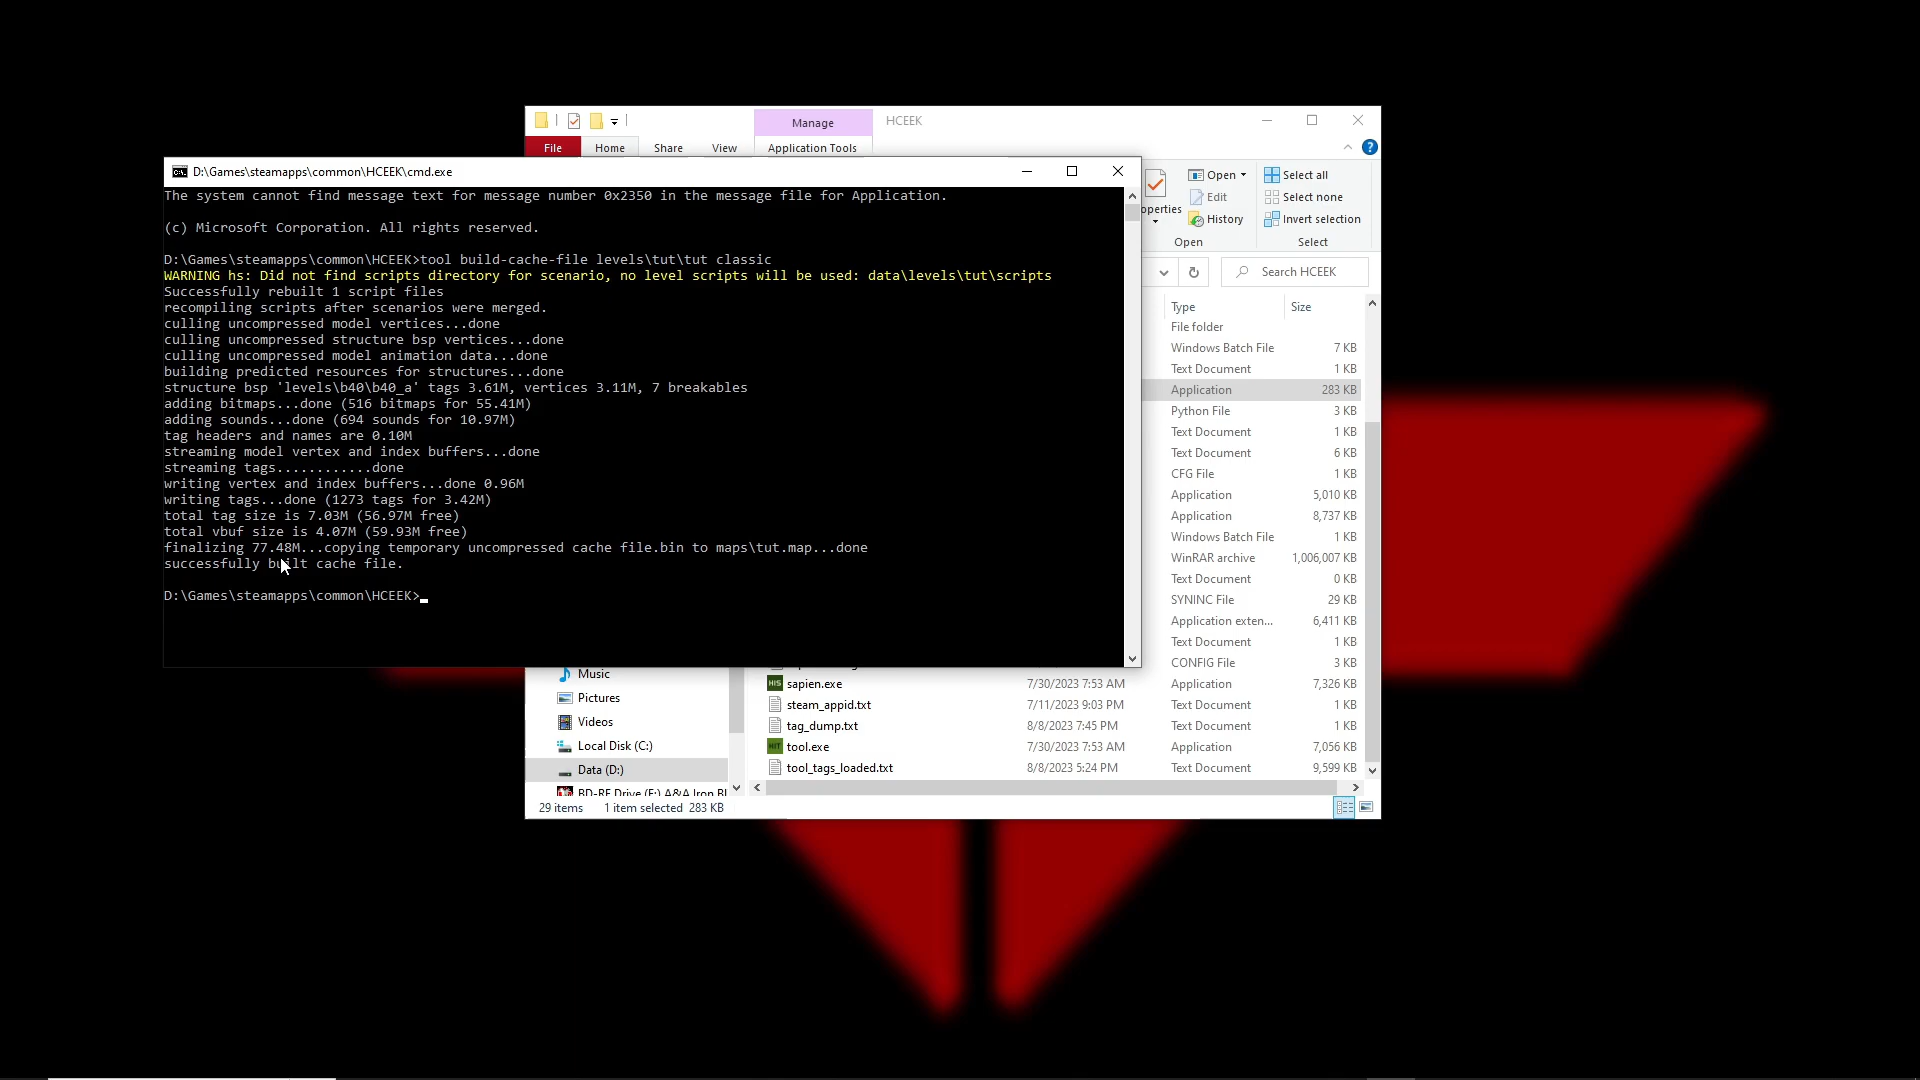 Manage
HCEEK
File
Home
Share
View
Application Tools
D:\Games\steamapps\common\HCEEK\cmd.exe
The system cannot find message text for message number 0x2350 in the message file for Application.
(c) Microsoft Corporation. All rights reserved.
D:\Games\steamapps\common\HCEEK>tool build-cache-file levels\tut\tut classic
WARNING hs: Did not find scripts directory for scenario, no level scripts will be used: data\levels\tut\scripts
Successfully rebuilt 1 script files
recompiling scripts after scenarios were merged.
culling uncompressed model vertices...done
culling uncompressed structure bsp vertices...done
culling uncompressed model animation data...done
building predicted resources for structures...done
structure bsp 'levels\b40\b40_a' tags 3.61M, vertices 3.11M, 7 breakables
adding bitmaps...done (516 bitmaps for 55.41M)
adding sounds...done (694 sounds for 10.97M)
tag headers and names are 0.10M
streaming model vertex and index buffers...done
streaming tags............done
writing vertex and index buffers...done 0.96M
writing tags...done (1273 tags for 3.42M)
total tag size is 7.03M (56.97M free)
total vbuf size is 4.07M (59.93M free)
finalizing 77.48M...copying temporary uncompressed cache file.bin to maps\tut.map...done
successfully built cache file.
D:\Games\steamapps\common\HCEEK>
operties
Open
Edit
History
Open
Select all
Select none
Invert selection
Select
Search HCEEK
Type Size
File folder
Windows Batch File 7 KB
Text Document 1 KB
Application 283 KB
Python File 3 KB
Text Document 1 KB
Text Document 6 KB
CFG File 1 KB
Application 5,010 KB
Application 8,737 KB
Windows Batch File 1 KB
WinRAR archive 1,006,007 KB
Text Document 0 KB
SYNINC File 29 KB
Application exten... 6,411 KB
Text Document 1 KB
CONFIG File 3 KB
sapien.exe 7/30/2023 7:53 AM Application 7,326 KB
steam_appid.txt 7/11/2023 9:03 PM Text Document 1 KB
tag_dump.txt 8/8/2023 7:45 PM Text Document 1 KB
tool.exe 7/30/2023 7:53 AM Application 7,056 KB
tool_tags_loaded.txt 8/8/2023 5:24 PM Text Document 9,599 KB
Music
Pictures
Videos
Local Disk (C:)
Data (D:)
BD-RE Drive (E:) A&A Iron Bl
29 items 1 item selected 283 KB